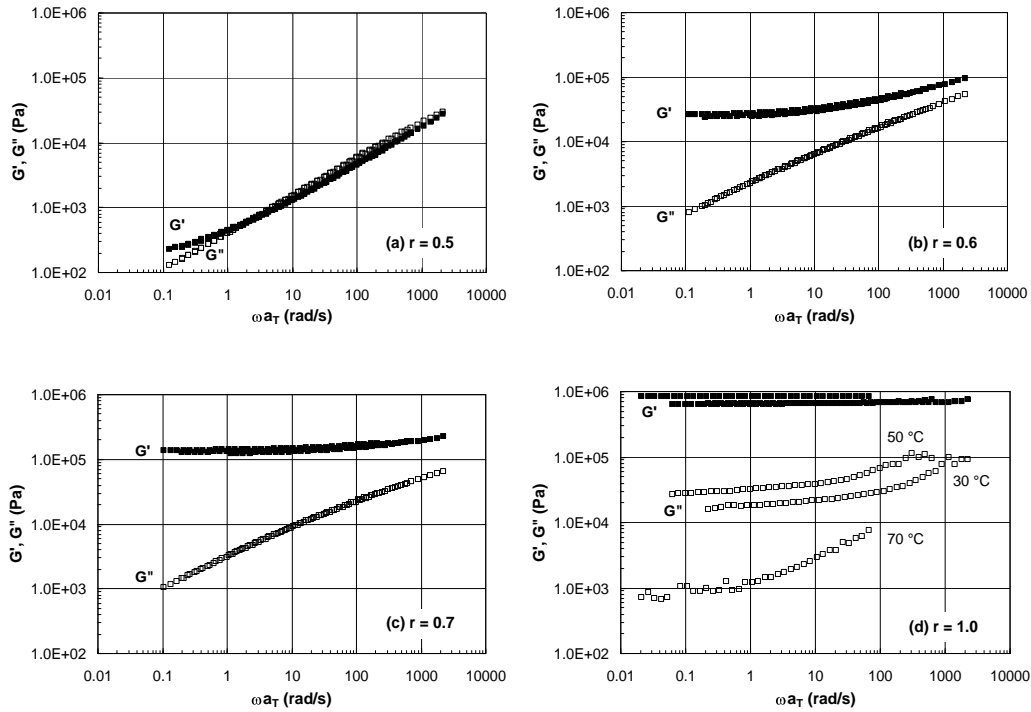 1.0E+06
1.0E+05
1.0E+04
1.0E+03
1.0E+02
G', G" (Pa)
G'
G"
(a) r = 0.5
0.01 0.1 1 10 100 1000 10000
ωaT (rad/s)
1.0E+06
1.0E+05
1.0E+04
1.0E+03
1.0E+02
G', G" (Pa)
G'
G"
(b) r = 0.6
0.01 0.1 1 10 100 1000 10000
ωaT (rad/s)
1.0E+06
1.0E+05
1.0E+04
1.0E+03
1.0E+02
G', G" (Pa)
G'
G"
(c) r = 0.7
0.01 0.1 1 10 100 1000 10000
ωaT (rad/s)
1.0E+06
1.0E+05
1.0E+04
1.0E+03
1.0E+02
G', G" (Pa)
G'
50 °C
G"
30 °C
70 °C
(d) r = 1.0
0.01 0.1 1 10 100 1000 10000
ωaT (rad/s)